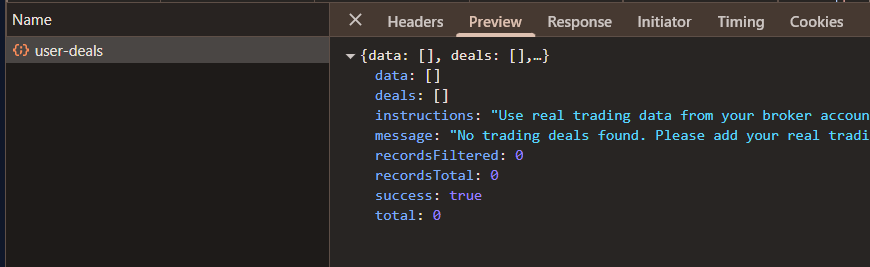 Name
Headers Preview Response Initiator Timing Cookies
user-deals
{data: [], deals: [],…}
data: []
deals: []
instructions: "Use real trading data from your broker accoun
message: "No trading deals found. Please add your real tradi
recordsFiltered: 0
recordsTotal: 0
success: true
total: 0